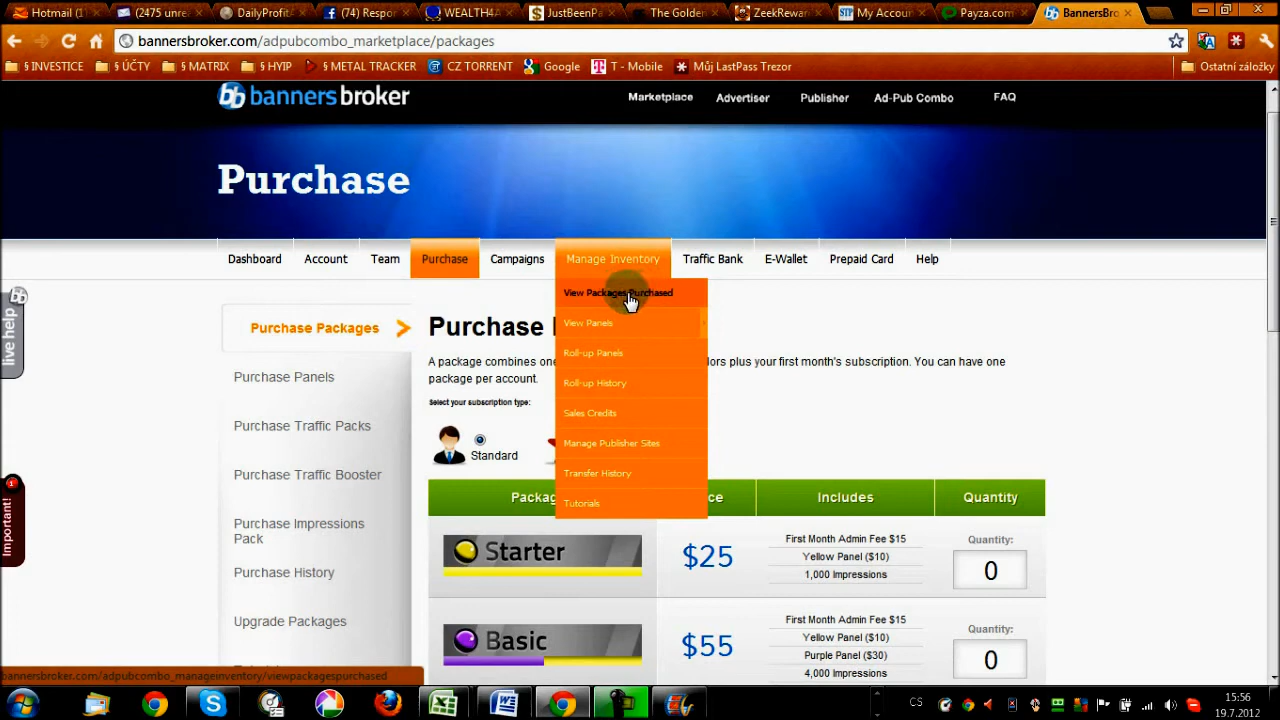 Hotmail (1
(2475 unre
DailyProfit
(74) Respor
WEALTH4A
JustBeenPa
The Golden
ZeekRewar
My Accou
Payza.com
BannersBro
bannersbroker.com/adpubcombo_marketplace/packages
§ INVESTICE
§ ÚČTY
§ MATRIX
§ HYIP
§ METAL TRACKER
CZ TORRENT
Google
T - Mobile
Můj LastPass Trezor
Ostatní záložky
bb bannersbroker
Marketplace
Advertiser
Publisher
Ad-Pub Combo
FAQ
Purchase
Dashboard
Account
Team
Purchase
Campaigns
Manage Inventory
Traffic Bank
E-Wallet
Prepaid Card
Help
View Packages Purchased
View Panels
Roll-up Panels
Roll-up History
Sales Credits
Manage Publisher Sites
Transfer History
Tutorials
live help
Important!
1
Purchase Packages
Purchase Panels
Purchase Traffic Packs
Purchase Traffic Booster
Purchase Impressions
Pack
Purchase History
Upgrade Packages
Purchase
A package combines one
ors plus your first month's subscription. You can have one
package per account.
Select your subscription type:
Standard
Packag
ce
Includes
Quantity
Starter
$25
First Month Admin Fee $15
Yellow Panel ($10)
1,000 Impressions
Quantity:
0
Basic
$55
First Month Admin Fee $15
Yellow Panel ($10)
Purple Panel ($30)
4,000 Impressions
Quantity:
0
bannersbroker.com/adpubcombo_manageinventory/viewpackagespurchased
CS
15:56
19.7.2012